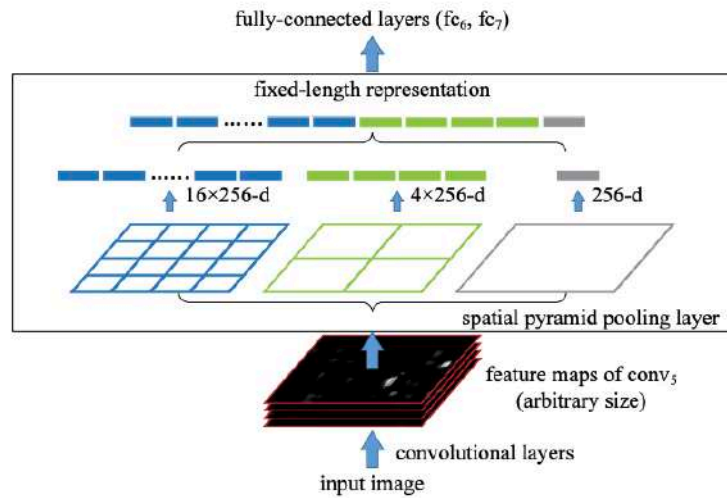 fully-connected layers (fc₆, fc₇)
fixed-length representation
......
......
16×256-d
4×256-d
256-d
spatial pyramid pooling layer
feature maps of conv₅
(arbitrary size)
convolutional layers
input image